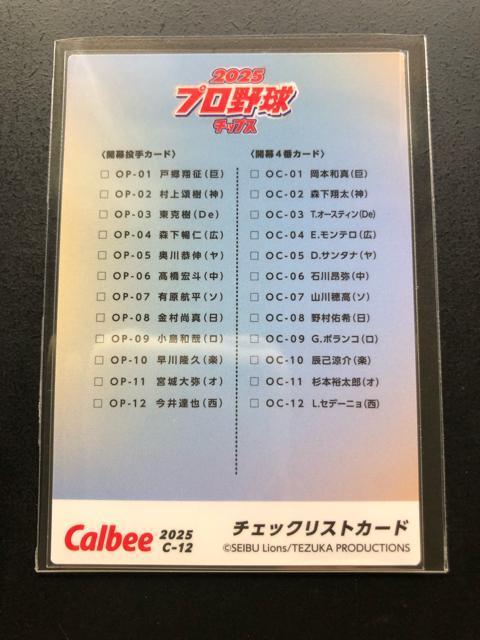 2025
プロ野球
チップス
〈開幕投手カード〉
□ OP-01 戸郷翔征(巨)
□ OP-02 村上頌樹(神)
□ OP-03 東克樹(De)
□ OP-04 森下暢仁(広)
□ OP-05 奥川恭伸(ヤ)
□ OP-06 高橋宏斗(中)
□ OP-07 有原航平(ソ)
□ OP-08 金村尚真(日)
□ OP-09 小島和哉(ロ)
□ OP-10 早川隆久(楽)
□ OP-11 宮城大弥(オ)
□ OP-12 今井達也(西)
〈開幕4番カード〉
□ OC-01 岡本和真(巨)
□ OC-02 森下翔太(神)
□ OC-03 T.オースティン(De)
□ OC-04 E.モンテロ(広)
□ OC-05 D.サンタナ(ヤ)
□ OC-06 石川昂弥(中)
□ OC-07 山川穂高(ソ)
□ OC-08 野村佑希(日)
□ OC-09 G.ポランコ(ロ)
□ OC-10 辰己涼介(楽)
□ OC-11 杉本裕太郎(オ)
□ OC-12 L.セデーニョ(西)
Calbee 2025
C-12
チェックリストカード
©SEIBU Lions/TEZUKA PRODUCTIONS